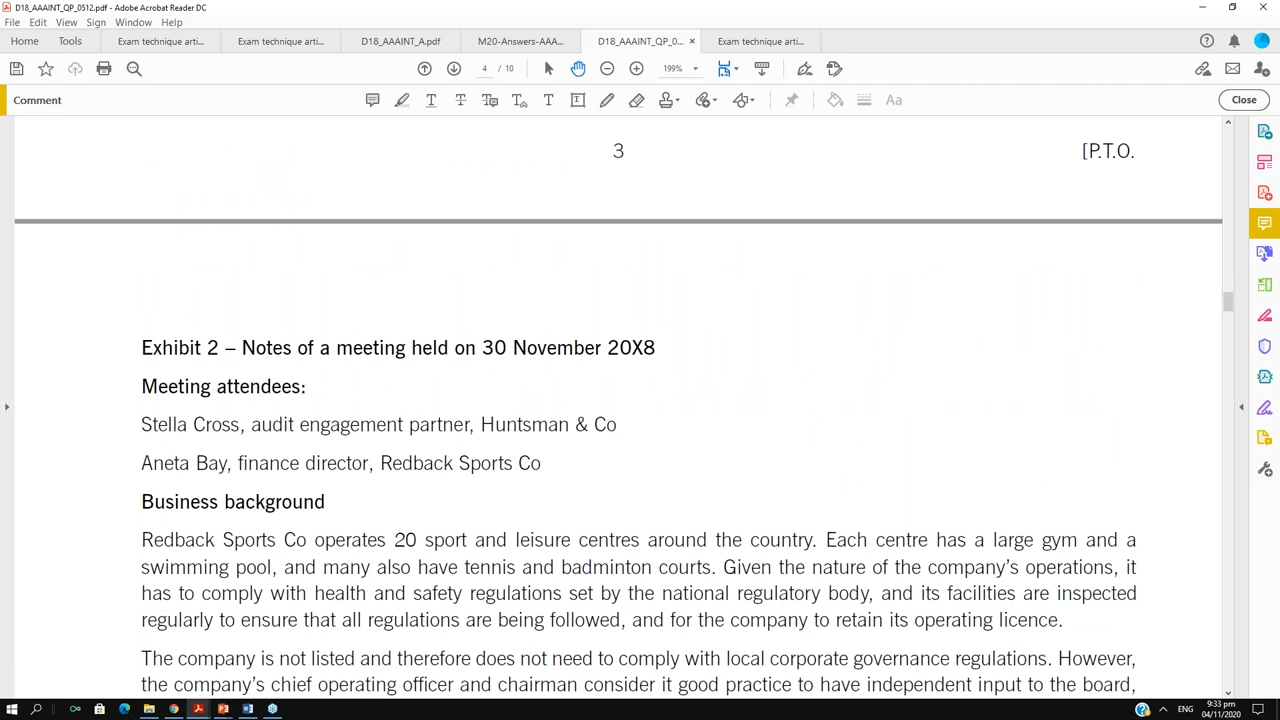 D18_AAAINT_QP_0512.pdf - Adobe Acrobat Reader DC
File Edit View Sign Window Help
Home Tools Exam technique arti... Exam technique arti... D18_AAAINT_A.pdf M20-Answers-AAA... D18_AAAINT_QP_0... Exam technique arti...
4 / 10 199%
Comment Close
3 [P.T.O.
Exhibit 2 – Notes of a meeting held on 30 November 20X8
Meeting attendees:
Stella Cross, audit engagement partner, Huntsman & Co
Aneta Bay, finance director, Redback Sports Co
Business background
Redback Sports Co operates 20 sport and leisure centres around the country. Each centre has a large gym and a
swimming pool, and many also have tennis and badminton courts. Given the nature of the company’s operations, it
has to comply with health and safety regulations set by the national regulatory body, and its facilities are inspected
regularly to ensure that all regulations are being followed, and for the company to retain its operating licence.
The company is not listed and therefore does not need to comply with local corporate governance regulations. However,
the company’s chief operating officer and chairman consider it good practice to have independent input to the board,
ENG 9:33 pm
04/11/2020